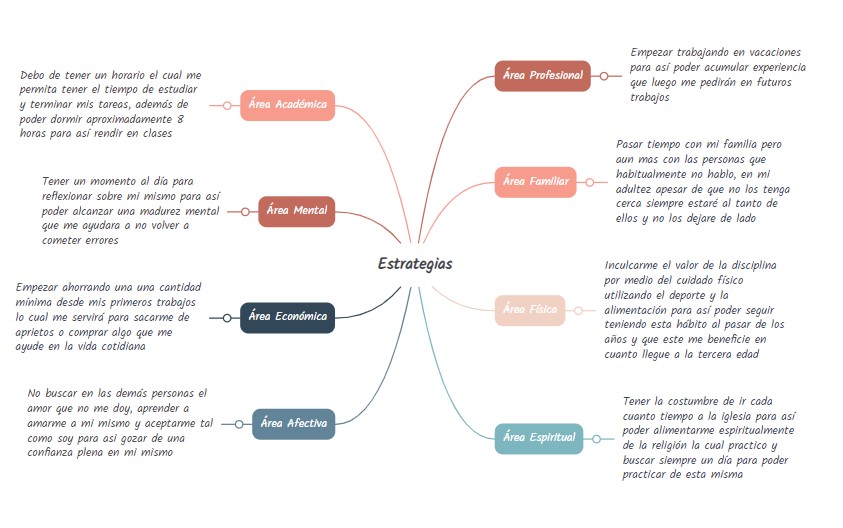 Estrategias
Debo de tener un horario el cual me
permita tener el tiempo de estudiar
y terminar mis tareas, además de
poder dormir aproximadamente 8
horas para así rendir en clases
Área Académica
Tener un momento al día para
reflexionar sobre mi mismo para así
poder alcanzar una madurez mental
que me ayudara a no volver a
cometer errores
Área Mental
Empezar ahorrando una una cantidad
mínima desde mis primeros trabajos
lo cual me servirá para sacarme de
aprietos o comprar algo que me
ayude en la vida cotidiana
Área Económica
No buscar en las demás personas el
amor que no me doy, aprender a
amarme a mi mismo y aceptarme tal
como soy para asi gozar de una
confianza plena en mi mismo
Área Afectiva
Área Profesional
Empezar trabajando en vacaciones
para así poder acumular experiencia
que luego me pedirán en futuros
trabajos
Área Familiar
Pasar tiempo con mi familia pero
aun mas con las personas que
habitualmente no hablo, en mi
adultez apesar de que no los tenga
cerca siempre estaré al tanto de
ellos y no los dejare de lado
Área Física
Inculcarme el valor de la disciplina
por medio del cuidado físico
utilizando el deporte y la
alimentación para así poder seguir
teniendo esta hábito al pasar de los
años y que este me beneficie en
cuanto llegue a la tercera edad
Área Espiritual
Tener la costumbre de ir cada
cuanto tiempo a la iglesia para así
poder alimentarme espiritualmente
de la religión la cual practico y
buscar siempre un día para poder
practicar de esta misma